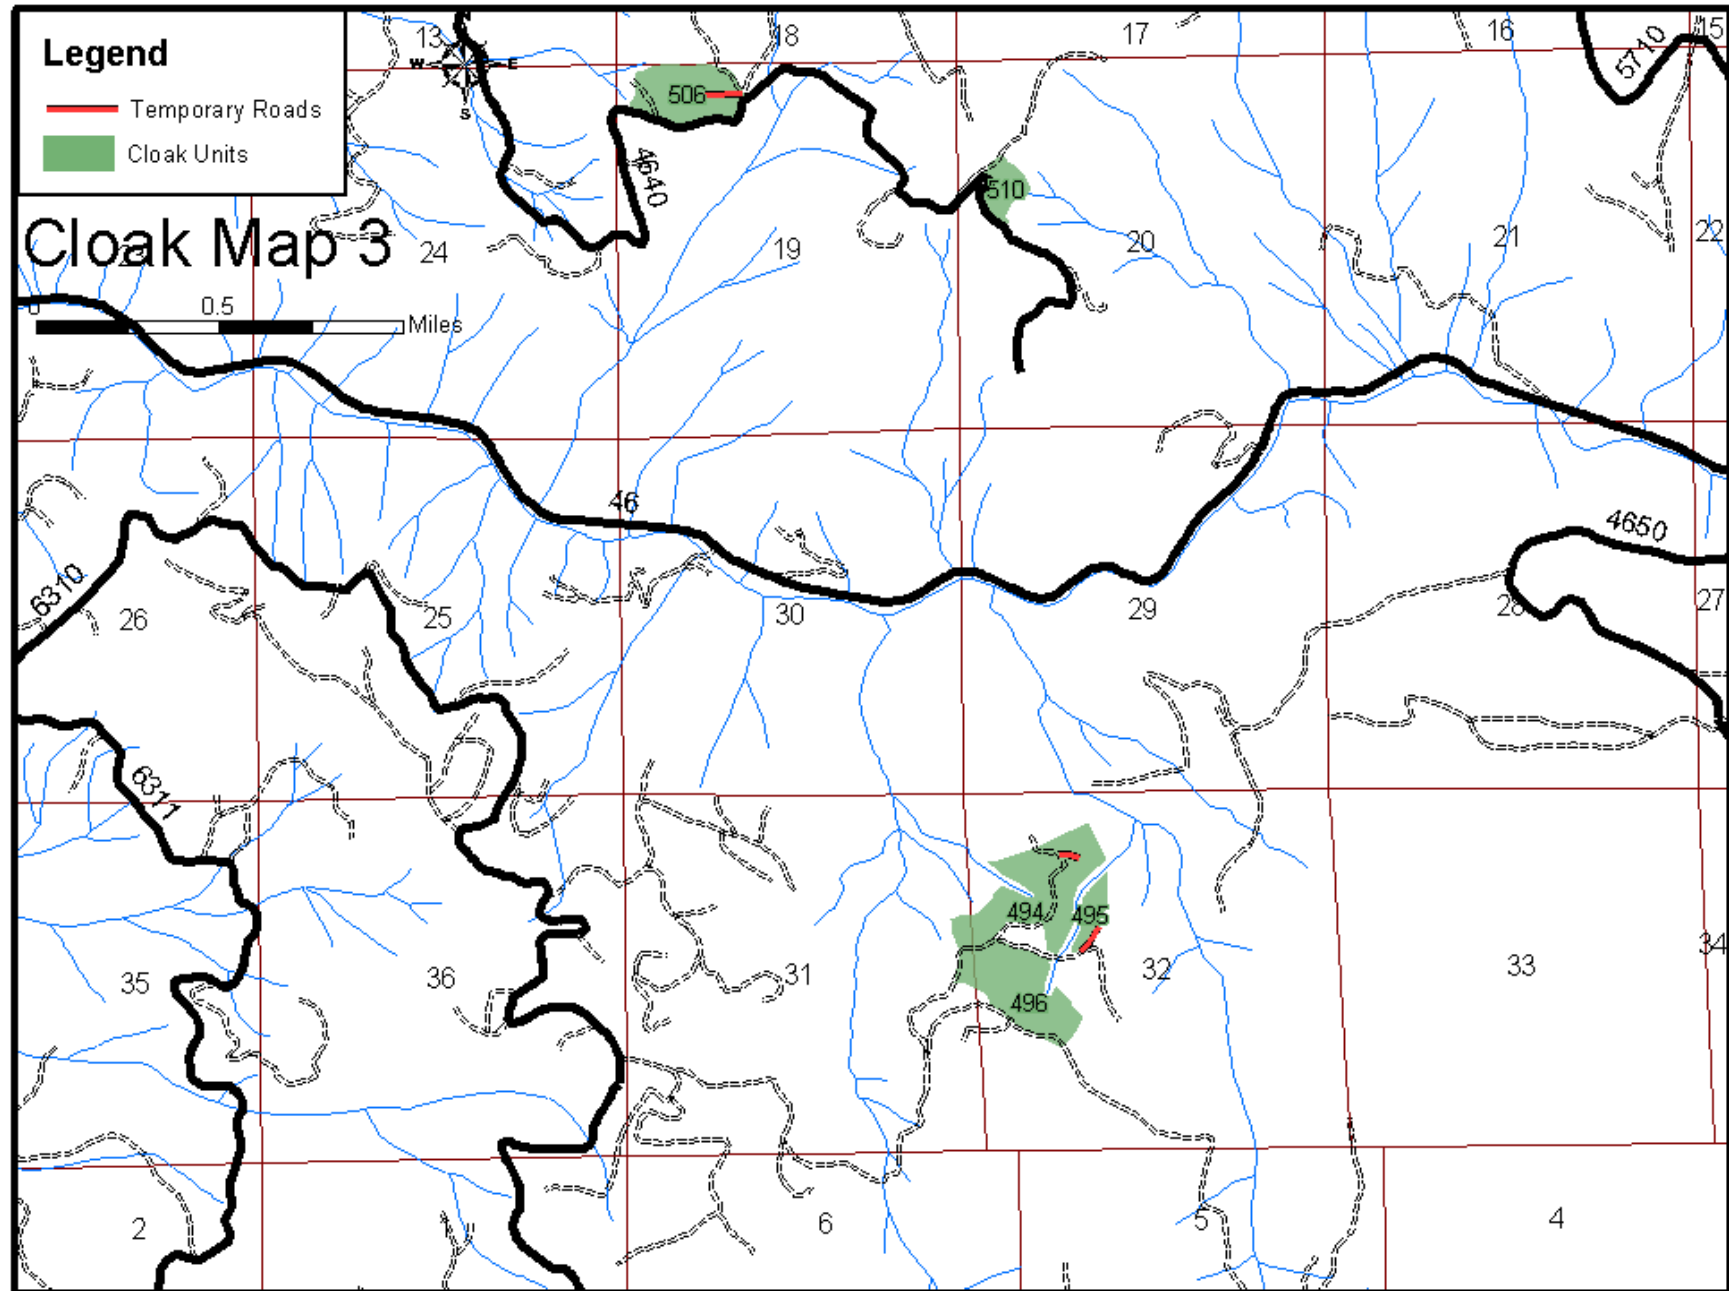 Legend
Temporary Roads
Cloak Units
Cloak Map 3
0 0.5 Miles
W E
S
13 18 17 16 15
5710
506
4640
510
23 24 19 20 21 22
46
4650
6310
26 25 30 29 28 27
6311
494 495
35 36 31 32 33 34
496
2 6 5 4